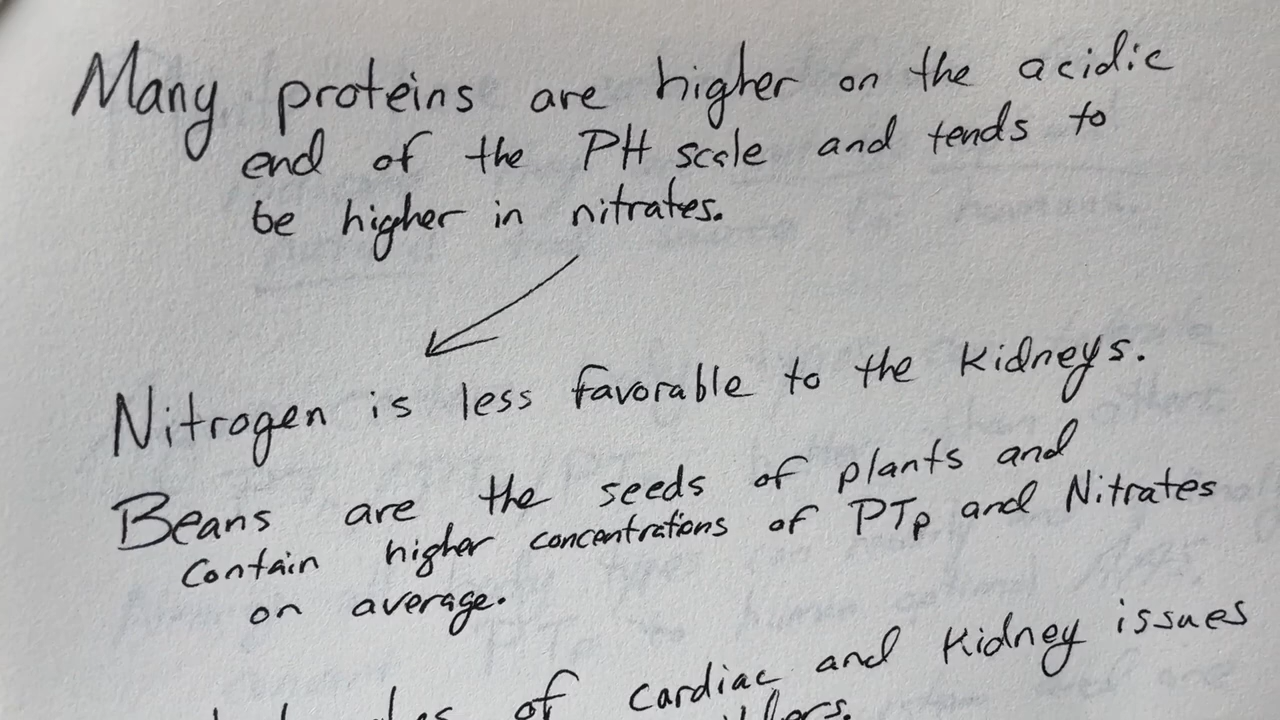 Many proteins are higher on the acidic
end of the PH scale and tends to
be higher in nitrates.
Nitrogen is less favorable to the kidneys.
Beans are the seeds of plants and
contain higher concentrations of PTp and Nitrates
on average.
of cardiac and kidney issues